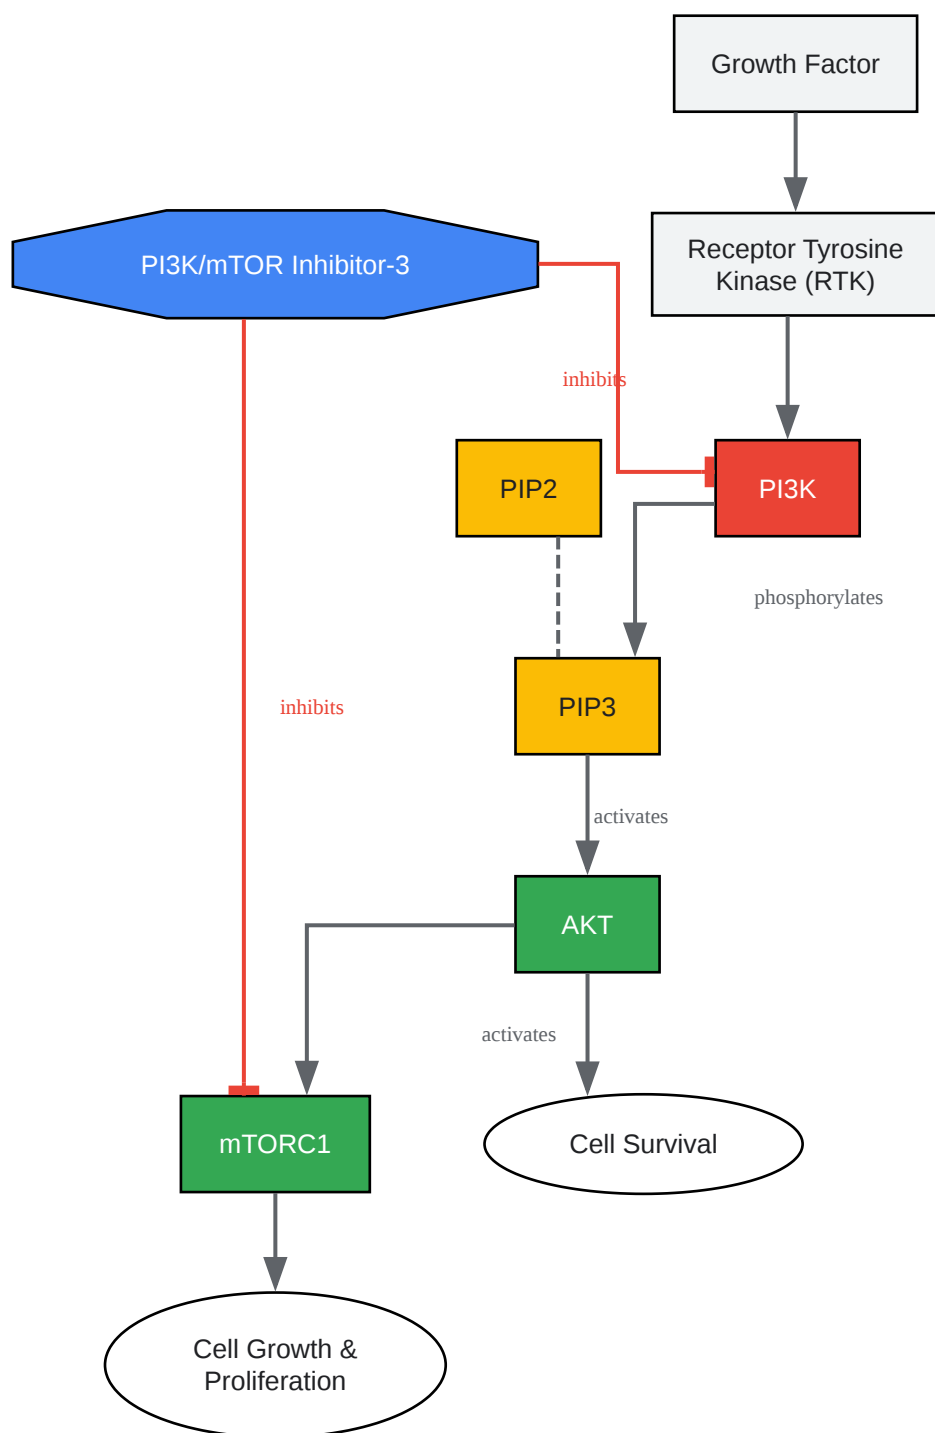 Growth Factor
Receptor Tyrosine
Kinase (RTK)
PI3K/mTOR Inhibitor-3
inhibits
PIP2
PI3K
phosphorylates
inhibits
PIP3
activates
AKT
activates
mTORC1
Cell Survival
Cell Growth &
Proliferation